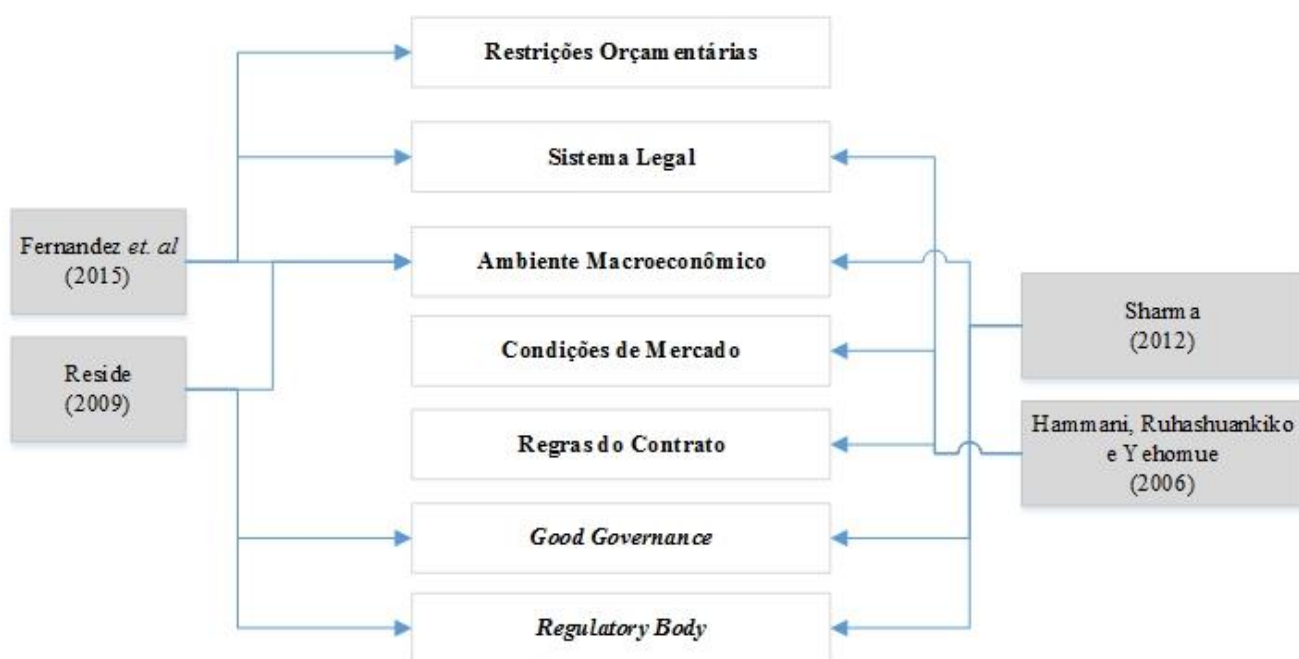 Restrições Orçamentárias
Sistema Legal
Fernandez et. al
(2015)
Ambiente Macroeconômico
Sharma
(2012)
Condições de Mercado
Reside
(2009)
Hammani, Ruhashuankiko
e Yehomue
(2006)
Regras do Contrato
Good Governance
Regulatory Body